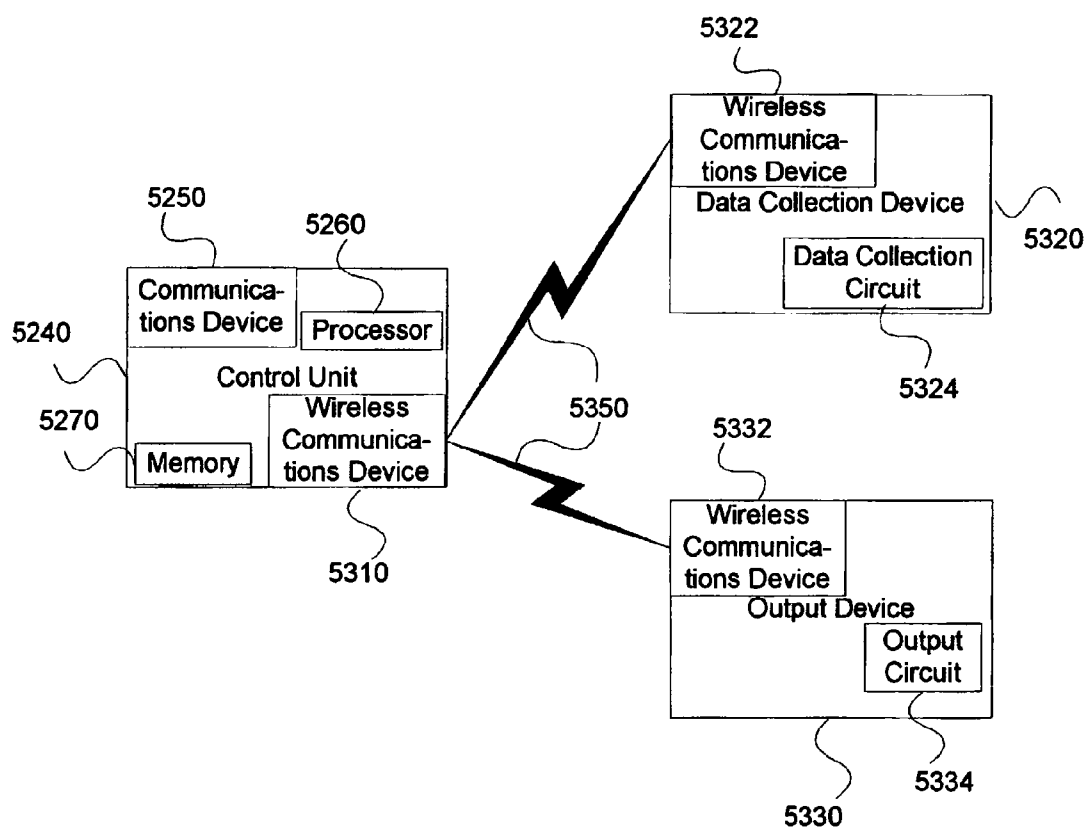 5322
Wireless
Communica-
tions Device
Data Collection Device
5320
Data Collection
Circuit
5324
5250
5260
Communica-
tions Device
Processor
5240
Control Unit
5270
Wireless
Communica-
tions Device
Memory
5310
5350
5332
Wireless
Communica-
tions Device
Output Device
Output
Circuit
5334
5330